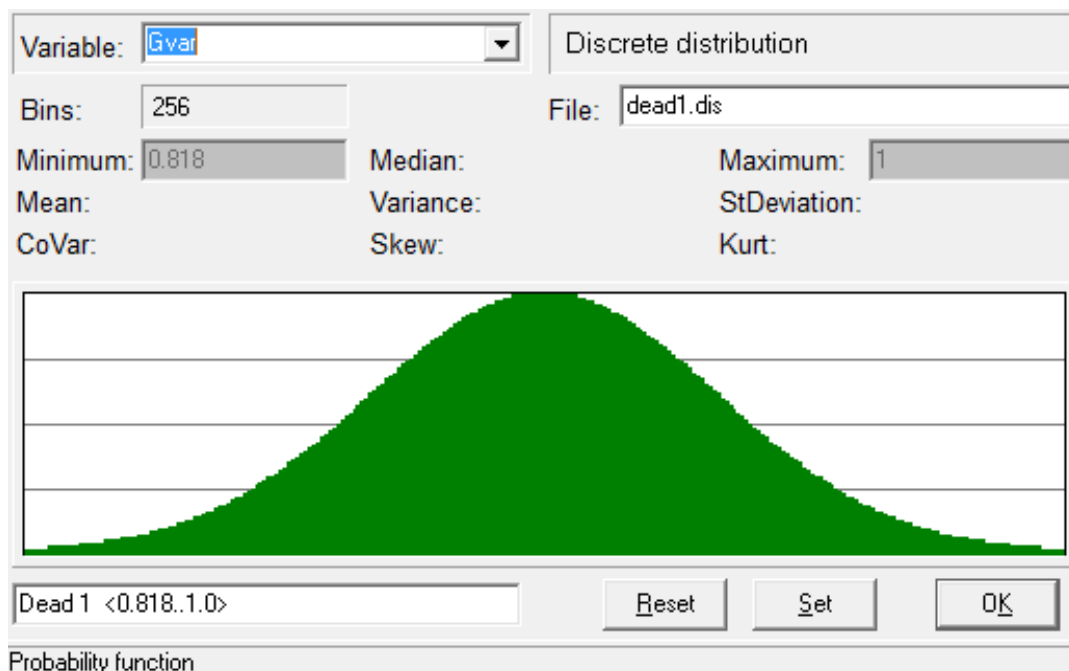 Variable: Gvar Discrete distribution
Bins: 256 File: dead1.dis
Minimum: 0.818 Median: Maximum: 1
Mean: Variance: StDeviation:
CoVar: Skew: Kurt:
Dead 1 <0.818..1.0> Reset Set OK
Probability function